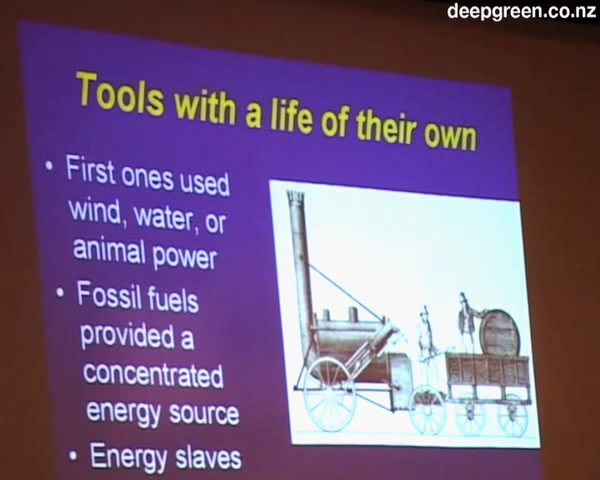 deepgreen.co.nz
Tools with a life of their own
• First ones used
wind, water, or
animal power
• Fossil fuels
provided a
concentrated
energy source
• Energy slaves